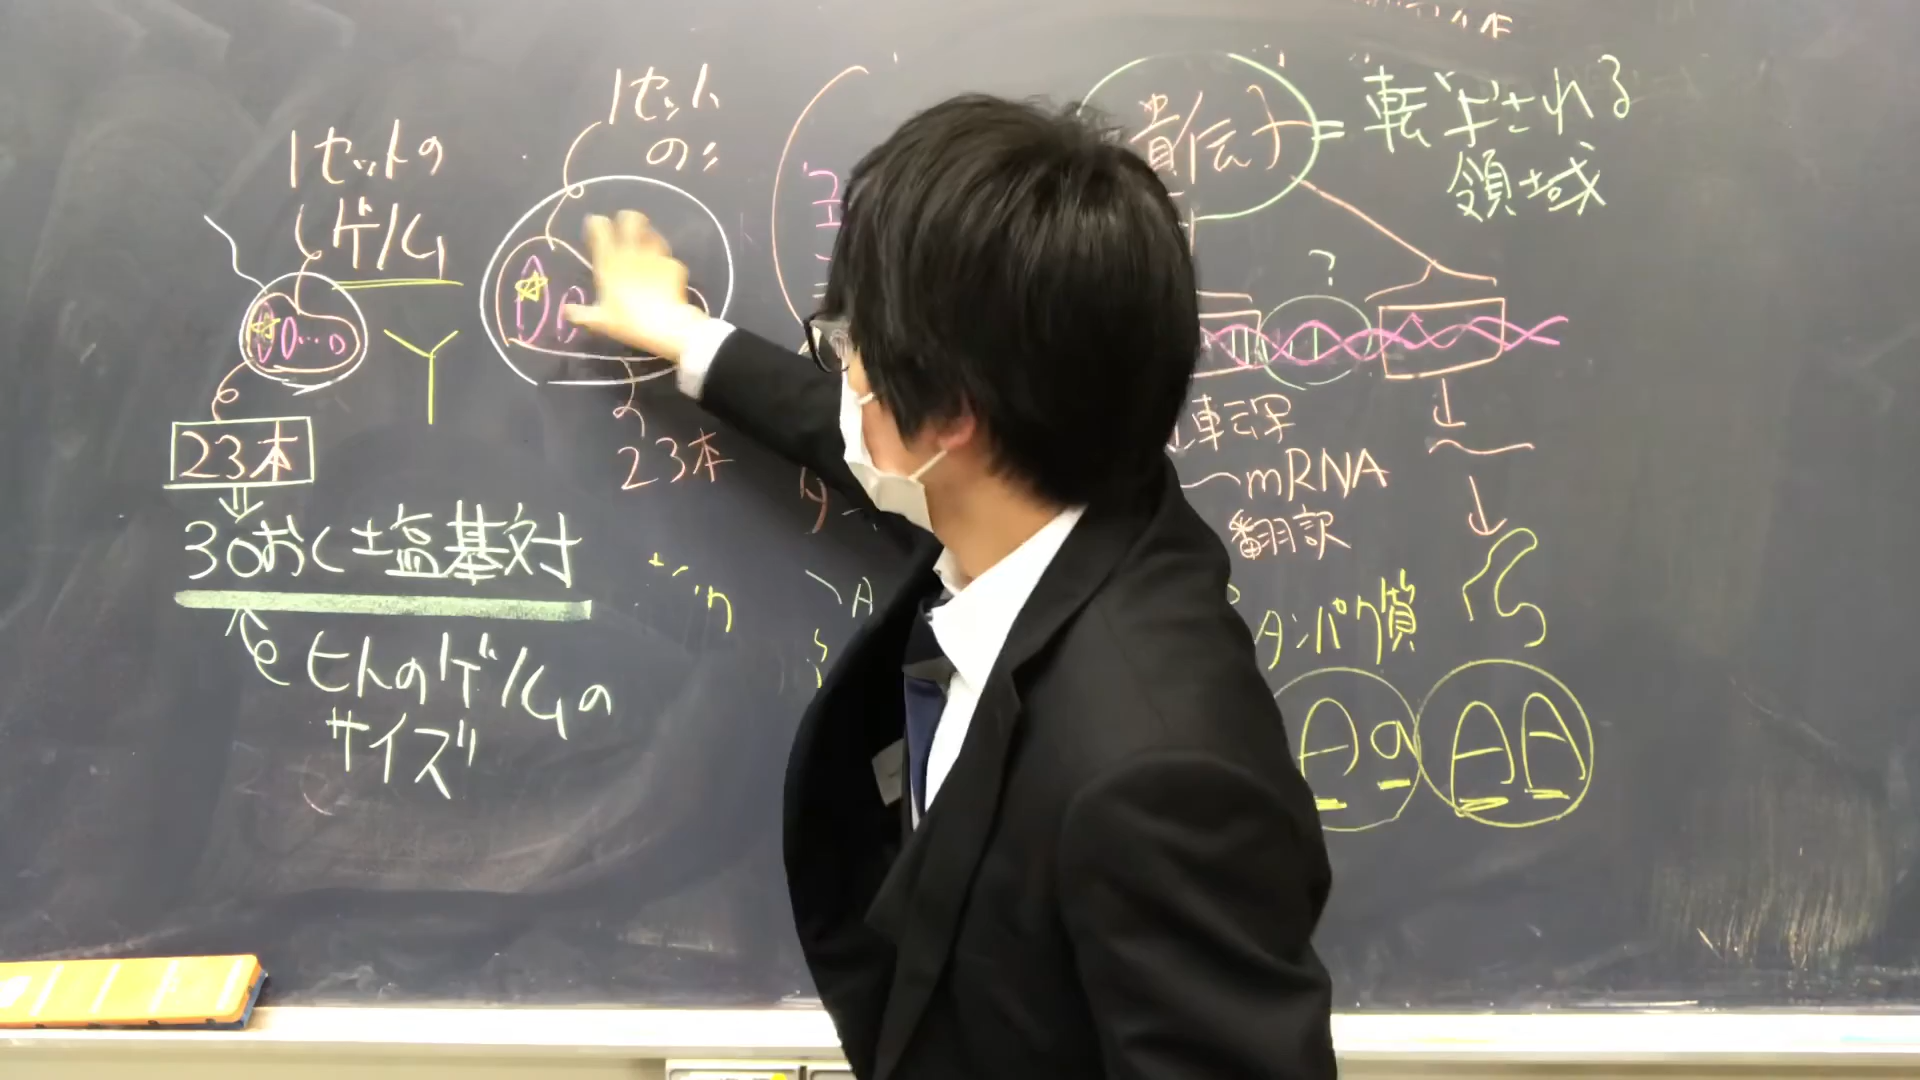 1セットの
ゲノム
1セット
の
23本
23本
30おく塩基対
ヒトのゲノムの
サイズ
遺伝子
=転写される
領域
?
転写
mRNA
翻訳
タンパク質
A
Aa
AA